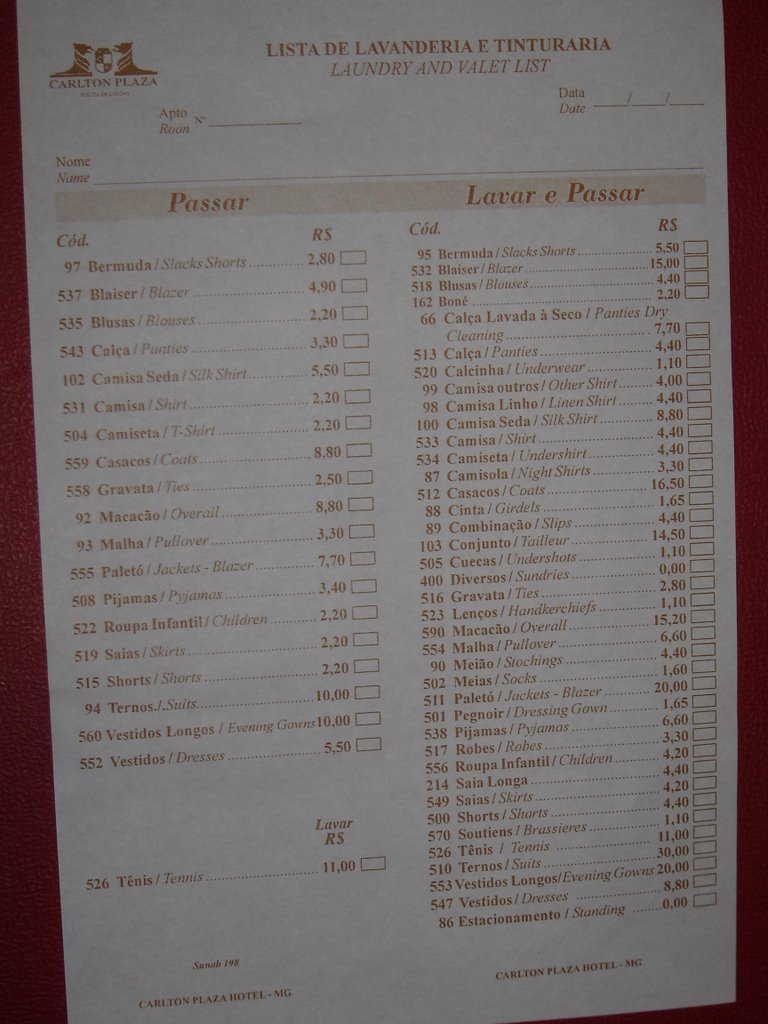 LISTA DE LAVANDERIA E TINTURARIA
LAUNDRY AND VALET LIST
CARLTON PLAZA
Apto
Roon Nº
Data
Date ____/____/____
Nome
Name
Passar
Cód. R$
97 Bermuda / Slacks Shorts 2,80
537 Blaiser / Blazer 4,90
535 Blusas / Blouses 2,20
543 Calça / Panties 3,30
102 Camisa Seda / Silk Shirt 5,50
531 Camisa / Shirt 2,20
504 Camiseta / T-Shirt 2,20
559 Casacos / Coats 8,80
558 Gravata / Ties 2,50
92 Macacão / Overall 8,80
93 Malha / Pullover 3,30
555 Paletó / Jackets - Blazer 7,70
508 Pijamas / Pyjamas 3,40
522 Roupa Infantil / Children 2,20
519 Saias / Skirts 2,20
515 Shorts / Shorts 2,20
94 Ternos./.Suits 10,00
560 Vestidos Longos / Evening Gowns 10,00
552 Vestidos / Dresses 5,50
Lavar
R$
526 Tênis / Tennis 11,00
Sunab 198
CARLTON PLAZA HOTEL - MG
Lavar e Passar
Cód. R$
95 Bermuda / Slacks Shorts 5,50
532 Blaiser / Blazer 15,00
518 Blusas / Blouses 4,40
162 Boné 2,20
66 Calça Lavada à Seco / Panties Dry
Cleaning 7,70
513 Calça / Panties 4,40
520 Calcinha / Underwear 1,10
99 Camisa outros / Other Shirt 4,00
98 Camisa Linho / Linen Shirt 4,40
100 Camisa Seda / Silk Shirt 8,80
533 Camisa / Shirt 4,40
534 Camiseta / Undershirt 4,40
87 Camisola / Night Shirts 3,30
512 Casacos / Coats 16,50
88 Cinta / Girdels 1,65
89 Combinação / Slips 4,40
103 Conjunto / Tailleur 14,50
505 Cuecas / Undershots 1,10
400 Diversos / Sundries 0,00
516 Gravata / Ties 2,80
523 Lenços / Handkerchiefs 1,10
590 Macacão / Overall 15,20
554 Malha / Pullover 6,60
90 Meião / Stochings 4,40
502 Meias / Socks 1,60
511 Paletó / Jackets - Blazer 20,00
501 Pegnoir / Dressing Gown 1,65
538 Pijamas / Pyjamas 6,60
517 Robes / Robes 3,30
556 Roupa Infantil / Children 4,20
214 Saia Longa 4,40
549 Saias / Skirts 4,20
500 Shorts / Shorts 4,40
570 Soutiens / Brassieres 1,10
526 Tênis / Tennis 11,00
510 Ternos / Suits 30,00
553 Vestidos Longos/Evening Gowns 20,00
547 Vestidos / Dresses 8,80
86 Estacionamento / Standing 0,00
CARLTON PLAZA HOTEL - MG